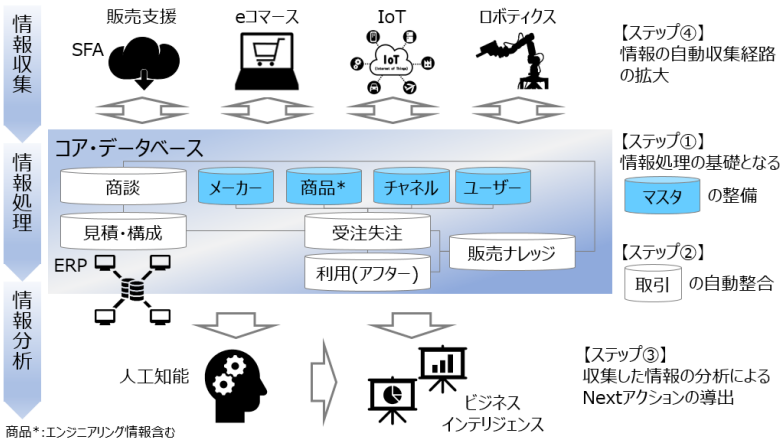 情報収集
販売支援
SFA
eコマース
IoT
IoT
(Internet of Things)
ロボティクス
【ステップ④】
情報の自動収集経路
の拡大
情報処理
コア・データベース
商談
メーカー
商品*
チャネル
ユーザー
見積・構成
受注失注
販売ナレッジ
利用(アフター)
ERP
【ステップ①】
情報処理の基礎となる
マスタ の整備
【ステップ②】
取引 の自動整合
情報分析
人工知能
ビジネス
インテリジェンス
【ステップ③】
収集した情報の分析による
Nextアクションの導出
商品*:エンジニアリング情報含む